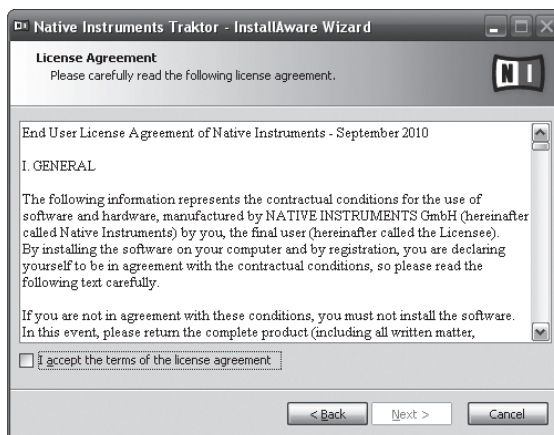 Native Instruments Traktor - InstallAware Wizard
License Agreement
Please carefully read the following license agreement.
N I
End User License Agreement of Native Instruments - September 2010
I. GENERAL
The following information represents the contractual conditions for the use of
software and hardware, manufactured by NATIVE INSTRUMENTS GmbH (hereinafter
called Native Instruments) by you, the final user (hereinafter called the Licensee).
By installing the software on your computer and by registration, you are declaring
yourself to be in agreement with the contractual conditions, so please read the
following text carefully.
If you are not in agreement with these conditions, you must not install the software.
In this event, please return the complete product (including all written matter,
I accept the terms of the license agreement
< Back
Next >
Cancel